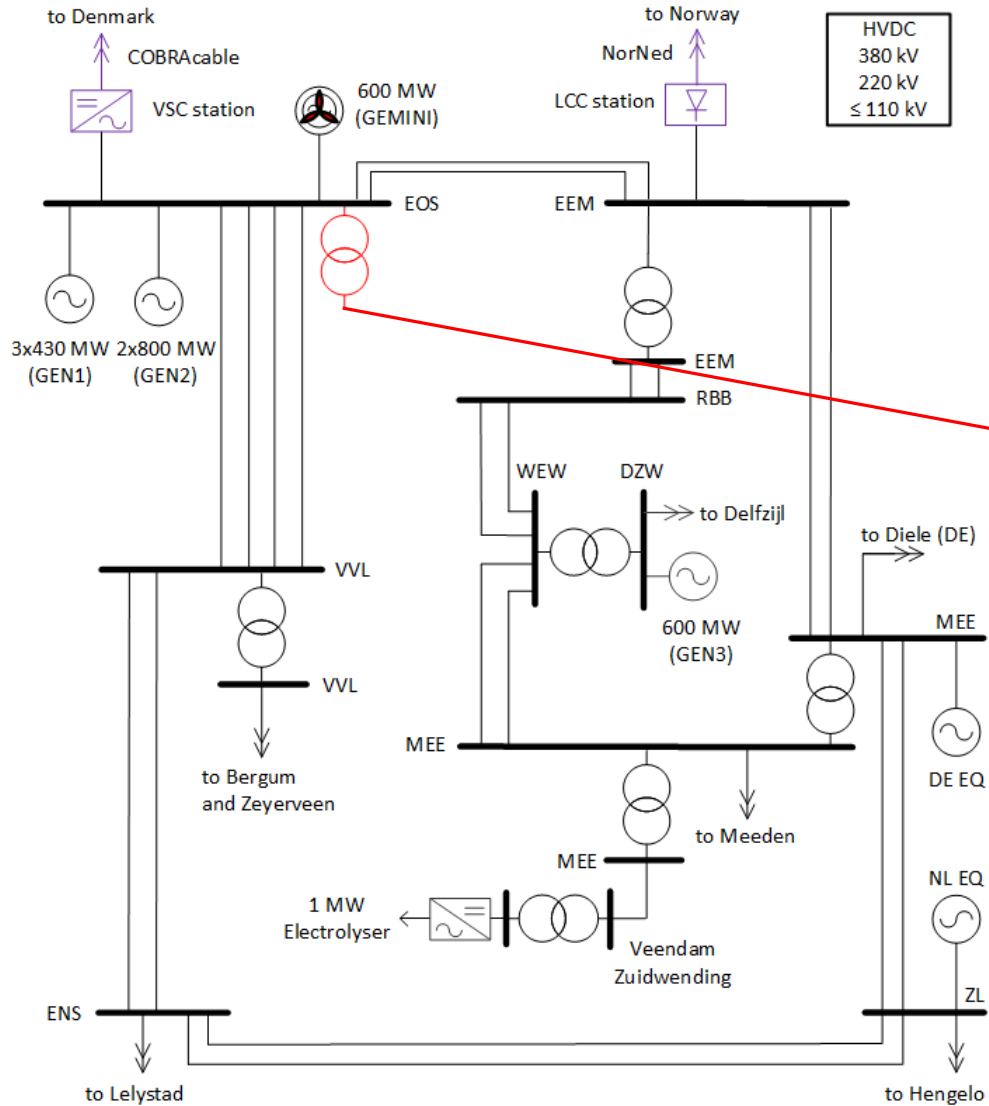 to Denmark
COBRAcable
VSC station
600 MW
(GEMINI)
to Norway
NorNed
LCC station
HVDC
380 kV
220 kV
≤ 110 kV
EOS
EEM
3x430 MW
(GEN1)
2x800 MW
(GEN2)
EEM
RBB
WEW
DZW
to Delfzijl
to Diele (DE)
600 MW
(GEN3)
VVL
MEE
VVL
MEE
to Bergum
and Zeyerveen
DE EQ
to Meeden
MEE
NL EQ
1 MW
Electrolyser
Veendam
Zuidwending
ENS
ZL
to Lelystad
to Hengelo